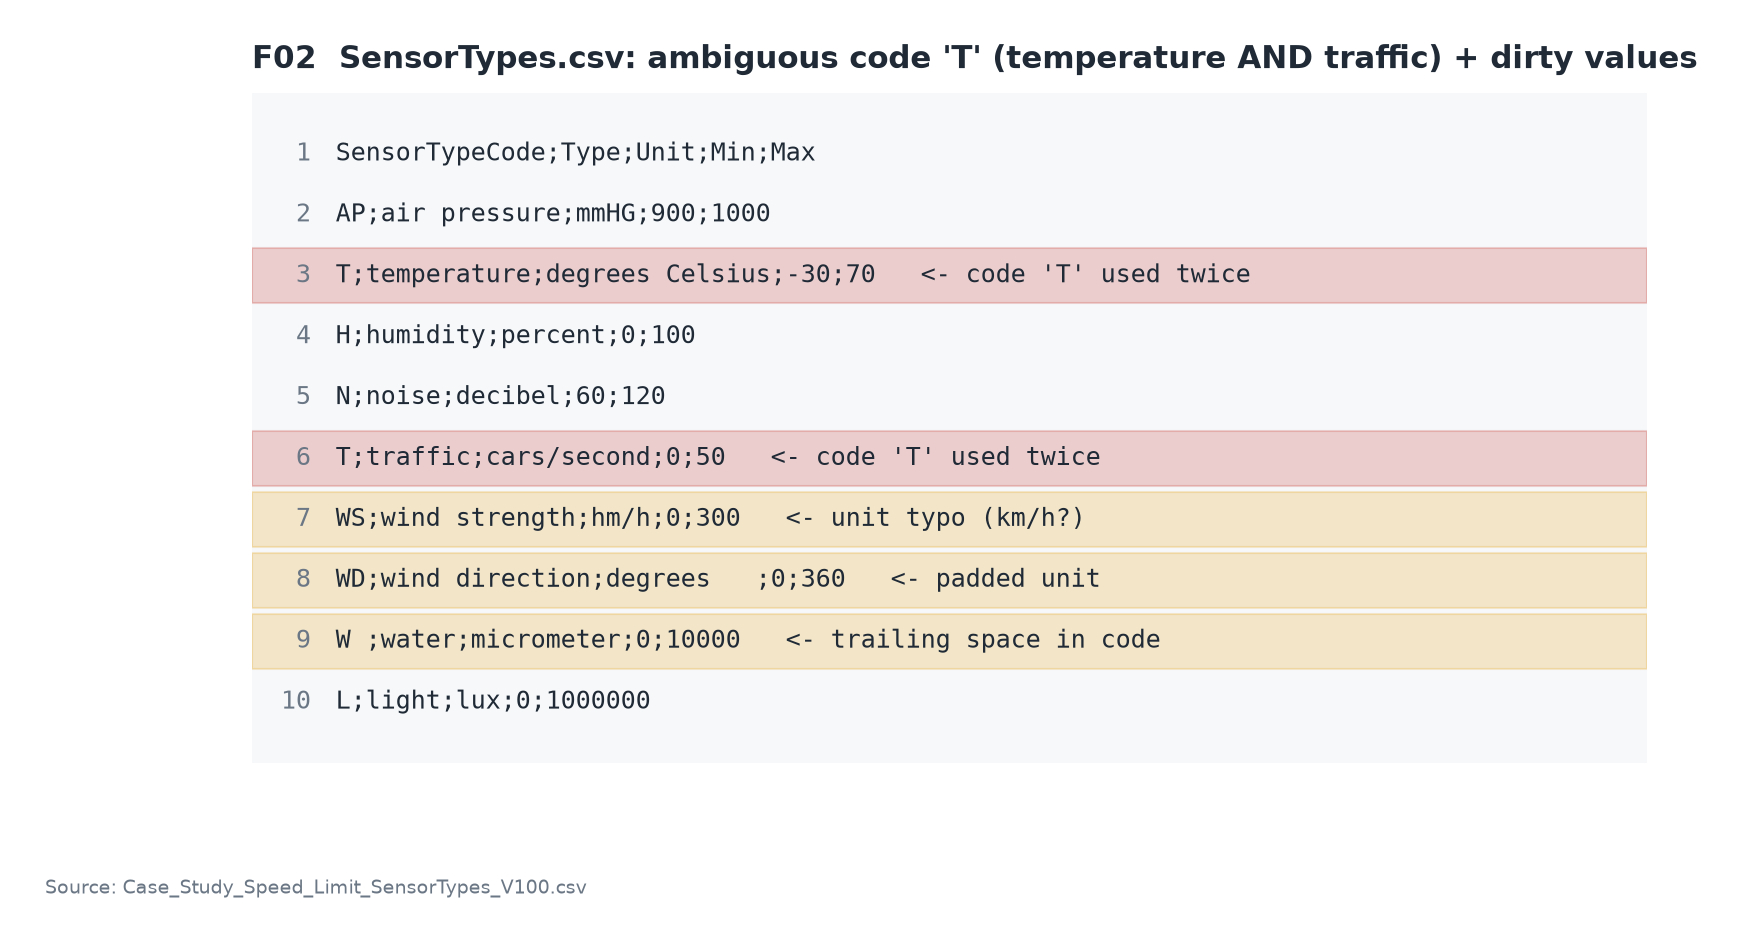 F02  SensorTypes.csv: ambiguous code 'T' (temperature AND traffic) + dirty values
1 SensorTypeCode;Type;Unit;Min;Max
2 AP;air pressure;mmHG;900;1000
3 T;temperature;degrees Celsius;-30;70   <- code 'T' used twice
4 H;humidity;percent;0;100
5 N;noise;decibel;60;120
6 T;traffic;cars/second;0;50   <- code 'T' used twice
7 WS;wind strength;hm/h;0;300   <- unit typo (km/h?)
8 WD;wind direction;degrees   ;0;360   <- padded unit
9 W ;water;micrometer;0;10000   <- trailing space in code
10 L;light;lux;0;1000000
Source: Case_Study_Speed_Limit_SensorTypes_V100.csv